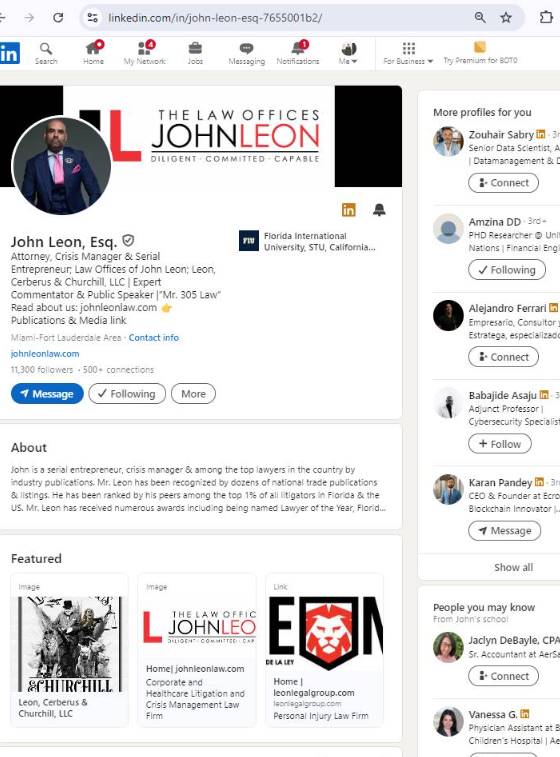 linkedin.com/in/john-leon-esq-7655001b2/
in
Search
Home
4
My Network
Jobs
Messaging
1
Notifications
Me
For Business
Try Premium for BDT0
L
THE LAW OFFICES
JOHNLEON
DILIGENT · COMMITTED · CAPABLE
in
John Leon, Esq.
FIU
Florida International
University, STU, California...
Attorney, Crisis Manager & Serial
Entrepreneur; Law Offices of John Leon; Leon,
Cerberus & Churchill, LLC | Expert
Commentator & Public Speaker |"Mr. 305 Law"
Read about us: johnleonlaw.com 👉
Publications & Media link
Miami-Fort Lauderdale Area · Contact info
johnleonlaw.com
11,300 followers · 500+ connections
Message
Following
More
About
John is a serial entrepreneur, crisis manager & among the top lawyers in the country by
industry publications. Mr. Leon has been recognized by dozens of national trade publications
& listings. He has been ranked by his peers among the top 1% of all litigators in Florida & the
US. Mr. Leon has received numerous awards including being named Lawyer of the Year, Florid...
Featured
Image
&CHURCHILL
Leon, Cerberus &
Churchill, LLC
Image
THE LAW OFFIC
L JOHNLEO
DILIGENT · COMMITTED · CAP
Home| johnleonlaw.com
Corporate and
Healthcare Litigation and
Crisis Management Law
Firm
Link
E N
DE LA LEY
Home |
leonlegalgroup.com
leonlegalgroup.com
Personal Injury Law Firm
More profiles for you
Zouhair Sabry in · 3r
Senior Data Scientist, A
| Datamanagement & D
Connect
Amzina DD · 3rd+
PHD Researcher @ Uni
Nations | Financial Engi
Following
Alejandro Ferrari in
Empresario, Consultor y
Estratega, especializado
Connect
Babajide Asaju in · 3
Adjunct Professor |
Cybersecurity Specialist
Follow
Karan Pandey in · 3r
CEO & Founder at Ecro
Blockchain Innovator |...
Message
Show all
People you may know
From John's school
Jaclyn DeBayle, CPA
Sr. Accountant at AerSa
Connect
Vanessa G. in
Physician Assistant at B
Children's Hospital | Ae